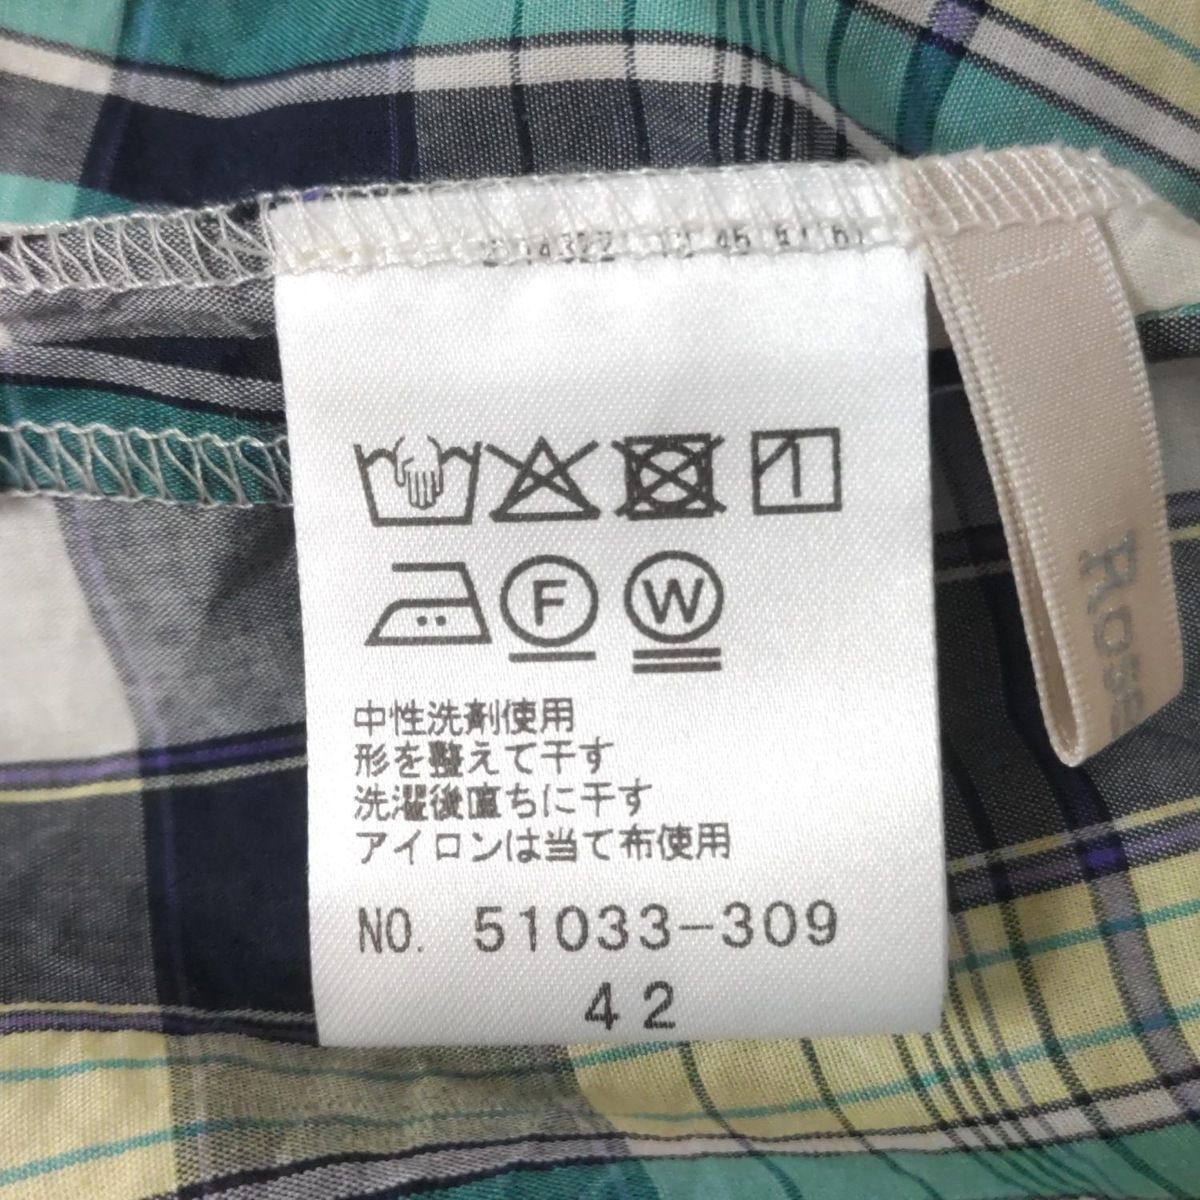 F W
中性洗剤使用
形を整えて干す
洗濯後直ちに干す
アイロンは当て布使用
NO. 51033-309
42
Rose